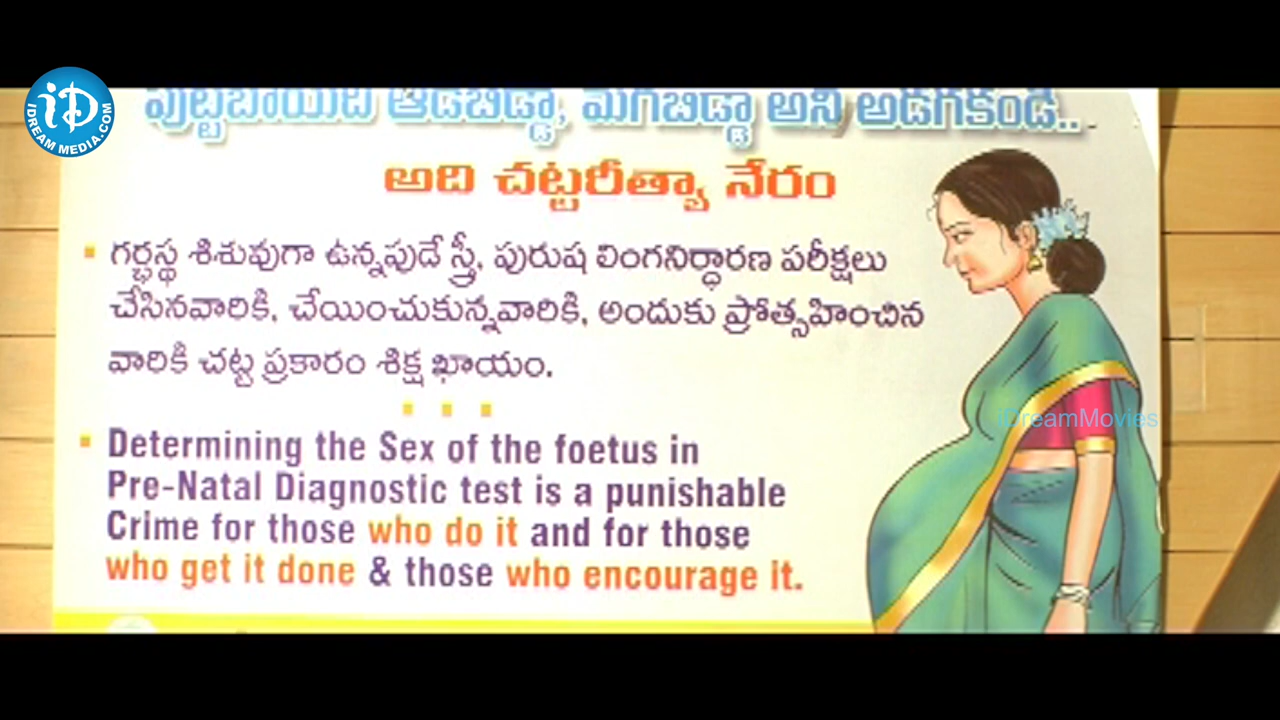 iD
iDREAM MEDIA.COM
పుట్టబోయేది ఆడబిడ్డా, మగబిడ్డా అని అడగకండి..
అది చట్టరీత్యా నేరం
గర్భస్థ శిశువుగా ఉన్నపుడే స్త్రీ, పురుష లింగనిర్ధారణ పరీక్షలు
చేసినవారికి, చేయించుకున్నవారికి, అందుకు ప్రోత్సహించిన
వారికి చట్ట ప్రకారం శిక్ష ఖాయం.
iDreamMovies
Determining the Sex of the foetus in
Pre-Natal Diagnostic test is a punishable
Crime for those who do it and for those
who get it done & those who encourage it.